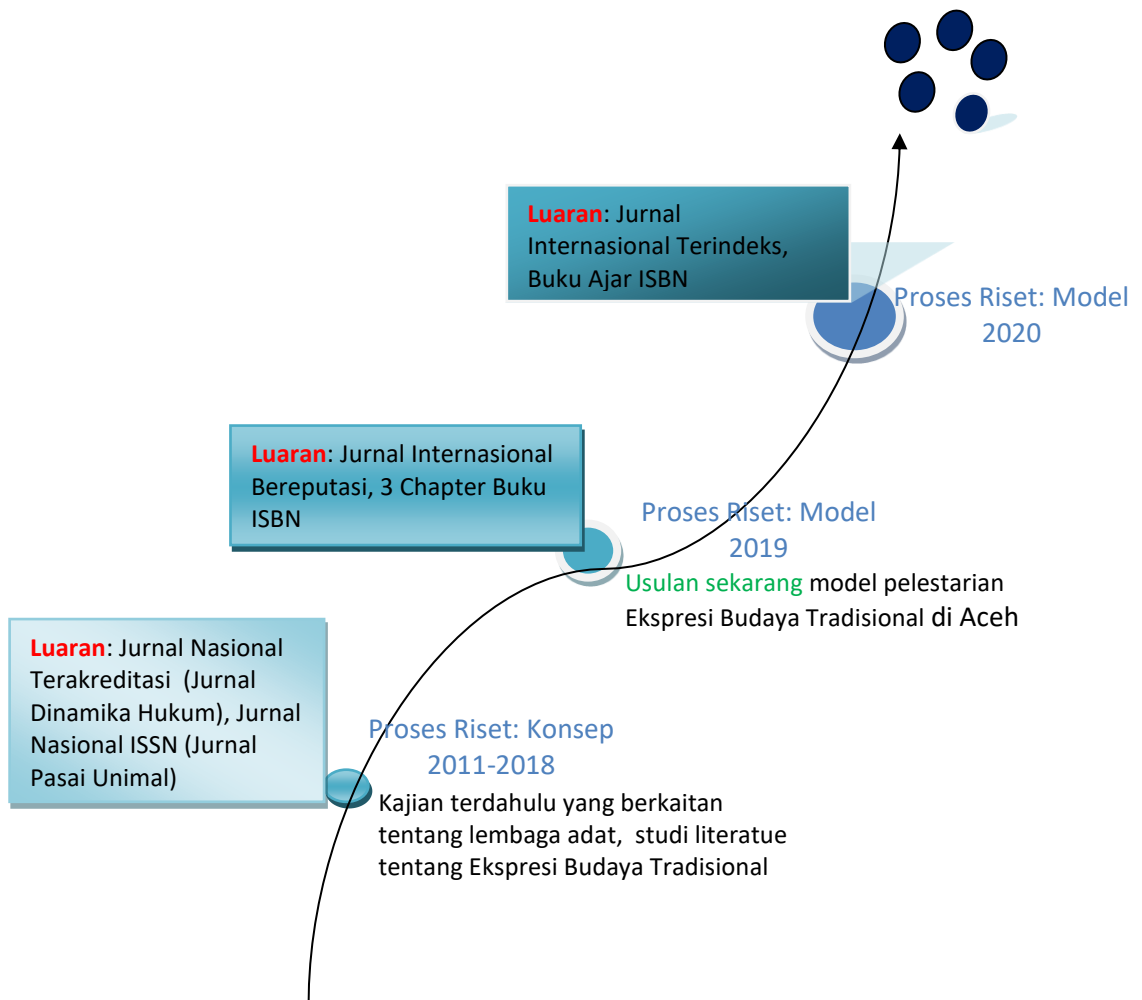 Luaran: Jurnal
Internasional Terindeks,
Buku Ajar ISBN
Proses Riset: Model
2020
Luaran: Jurnal Internasional
Bereputasi, 3 Chapter Buku
ISBN
Proses Riset: Model
2019
Usulan sekarang model pelestarian
Ekspresi Budaya Tradisional di Aceh
Luaran: Jurnal Nasional
Terakreditasi (Jurnal
Dinamika Hukum), Jurnal
Nasional ISSN (Jurnal
Pasai Unimal)
Proses Riset: Konsep
2011-2018
Kajian terdahulu yang berkaitan
tentang lembaga adat, studi literatue
tentang Ekspresi Budaya Tradisional